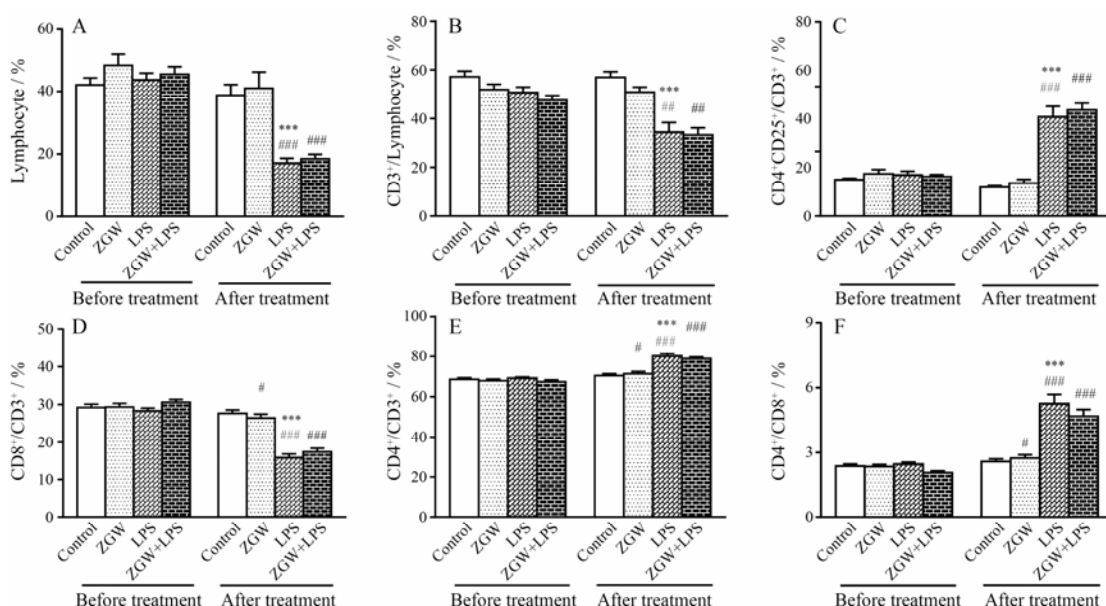 A
Lymphocyte / %
60
40
20
0
***
###
###
Control
ZGW
LPS
ZGW+LPS
Control
ZGW
LPS
ZGW+LPS
Before treatment
After treatment
B
CD3⁺/Lymphocyte / %
80
60
40
20
0
***
##
##
Control
ZGW
LPS
ZGW+LPS
Control
ZGW
LPS
ZGW+LPS
Before treatment
After treatment
C
CD4⁺CD25⁺/CD3⁺ / %
80
60
40
20
0
***
###
###
Control
ZGW
LPS
ZGW+LPS
Control
ZGW
LPS
ZGW+LPS
Before treatment
After treatment
D
CD8⁺/CD3⁺ / %
50
40
30
20
10
0
#
***
###
###
Control
ZGW
LPS
ZGW+LPS
Control
ZGW
LPS
ZGW+LPS
Before treatment
After treatment
E
CD4⁺/CD3⁺ / %
100
80
60
40
20
0
#
***
###
###
Control
ZGW
LPS
ZGW+LPS
Control
ZGW
LPS
ZGW+LPS
Before treatment
After treatment
F
CD4⁺/CD8⁺ / %
9
6
3
0
#
***
###
###
Control
ZGW
LPS
ZGW+LPS
Control
ZGW
LPS
ZGW+LPS
Before treatment
After treatment